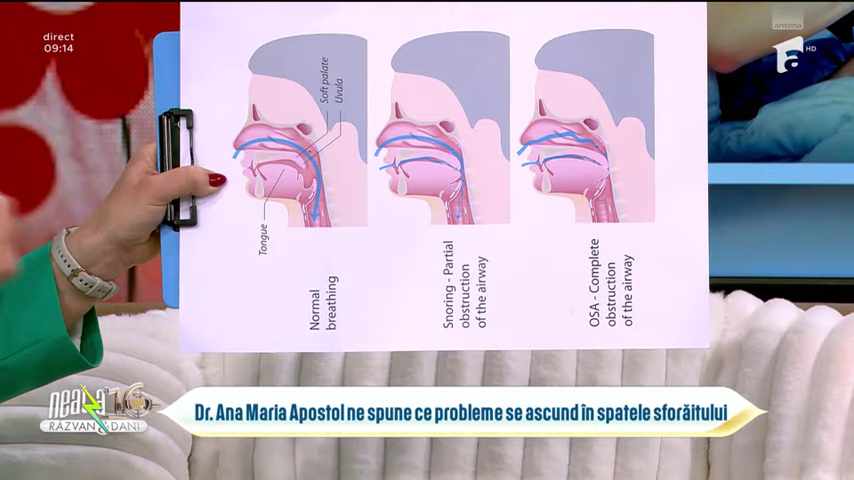 direct
09:14
antena
a
HD
Soft palate
Uvula
Tongue
Normal
breathing
Snoring - Partial
obstruction
of the airway
OSA - Complete
obstruction
of the airway
neatza
16
RĂZVAN & DANI
Dr. Ana Maria Apostol ne spune ce probleme se ascund în spatele sforăitului